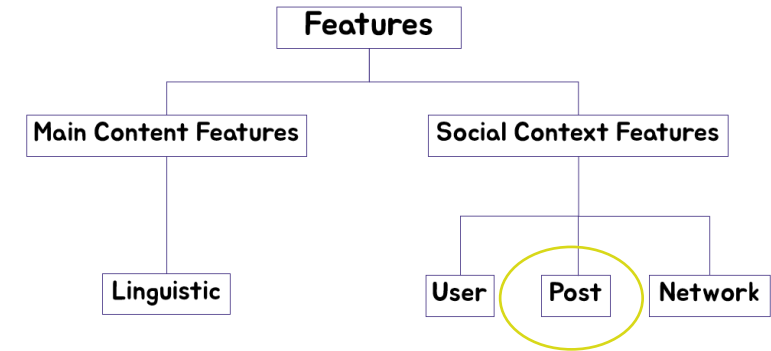 Features
Main Content Features
Social Context Features
Linguistic
User
Post
Network